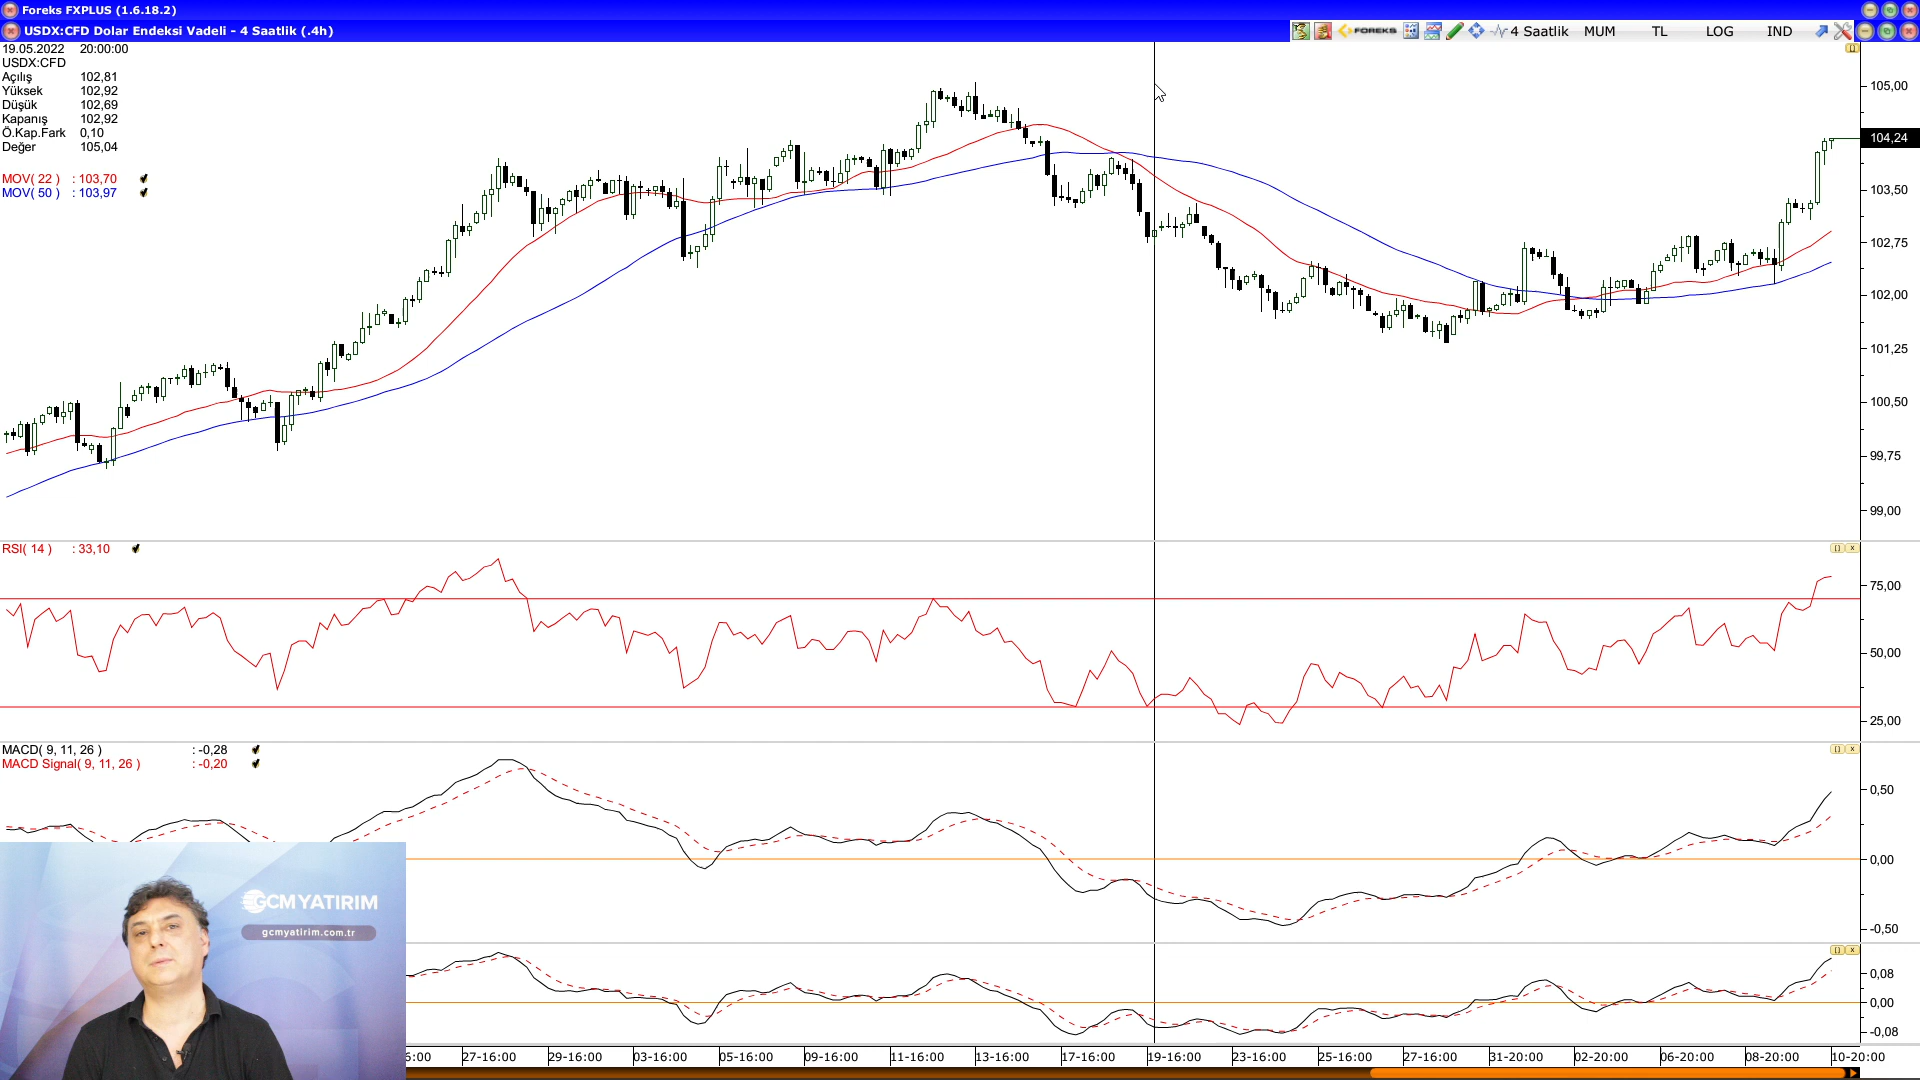 Foreks FXPLUS (1.6.18.2)
USDX:CFD Dolar Endeksi Vadeli - 4 Saatlik (.4h)
FOREKS
4 Saatlik MUM TL LOG IND
19.05.2022 20:00:00
USDX:CFD
Açılış 102,81
Yüksek 102,92
Düşük 102,69
Kapanış 102,92
Ö.Kap.Fark 0,10
Değer 105,04
MOV( 22 ) : 103,70
MOV( 50 ) : 103,97
105,00
104,24
103,50
102,75
102,00
101,25
100,50
99,75
99,00
RSI( 14 ) : 33,10
75,00
50,00
25,00
MACD( 9, 11, 26 ) : -0,28
MACD Signal( 9, 11, 26 ) : -0,20
0,50
0,00
-0,50
0,08
0,00
-0,08
GCM YATIRIM
gcmyatirim.com.tr
6:00 27-16:00 29-16:00 03-16:00 05-16:00 09-16:00 11-16:00 13-16:00 17-16:00 19-16:00 23-16:00 25-16:00 27-16:00 31-20:00 02-20:00 06-20:00 08-20:00 10-20:00